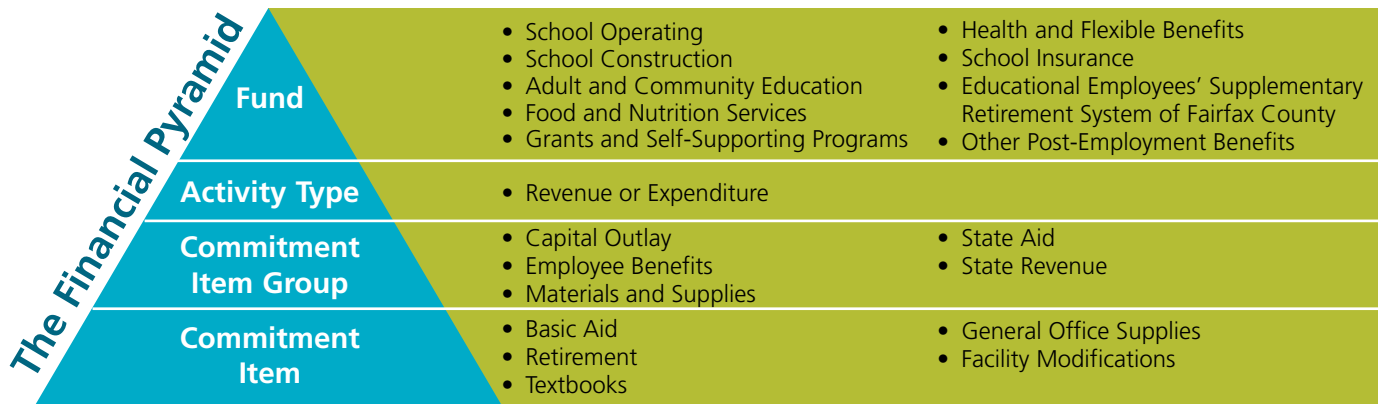 The Financial Pyramid
Fund
• School Operating
• School Construction
• Adult and Community Education
• Food and Nutrition Services
• Grants and Self-Supporting Programs
• Health and Flexible Benefits
• School Insurance
• Educational Employees’ Supplementary
Retirement System of Fairfax County
• Other Post-Employment Benefits
Activity Type
• Revenue or Expenditure
Commitment
Item Group
• Capital Outlay
• Employee Benefits
• Materials and Supplies
• State Aid
• State Revenue
Commitment
Item
• Basic Aid
• Retirement
• Textbooks
• General Office Supplies
• Facility Modifications